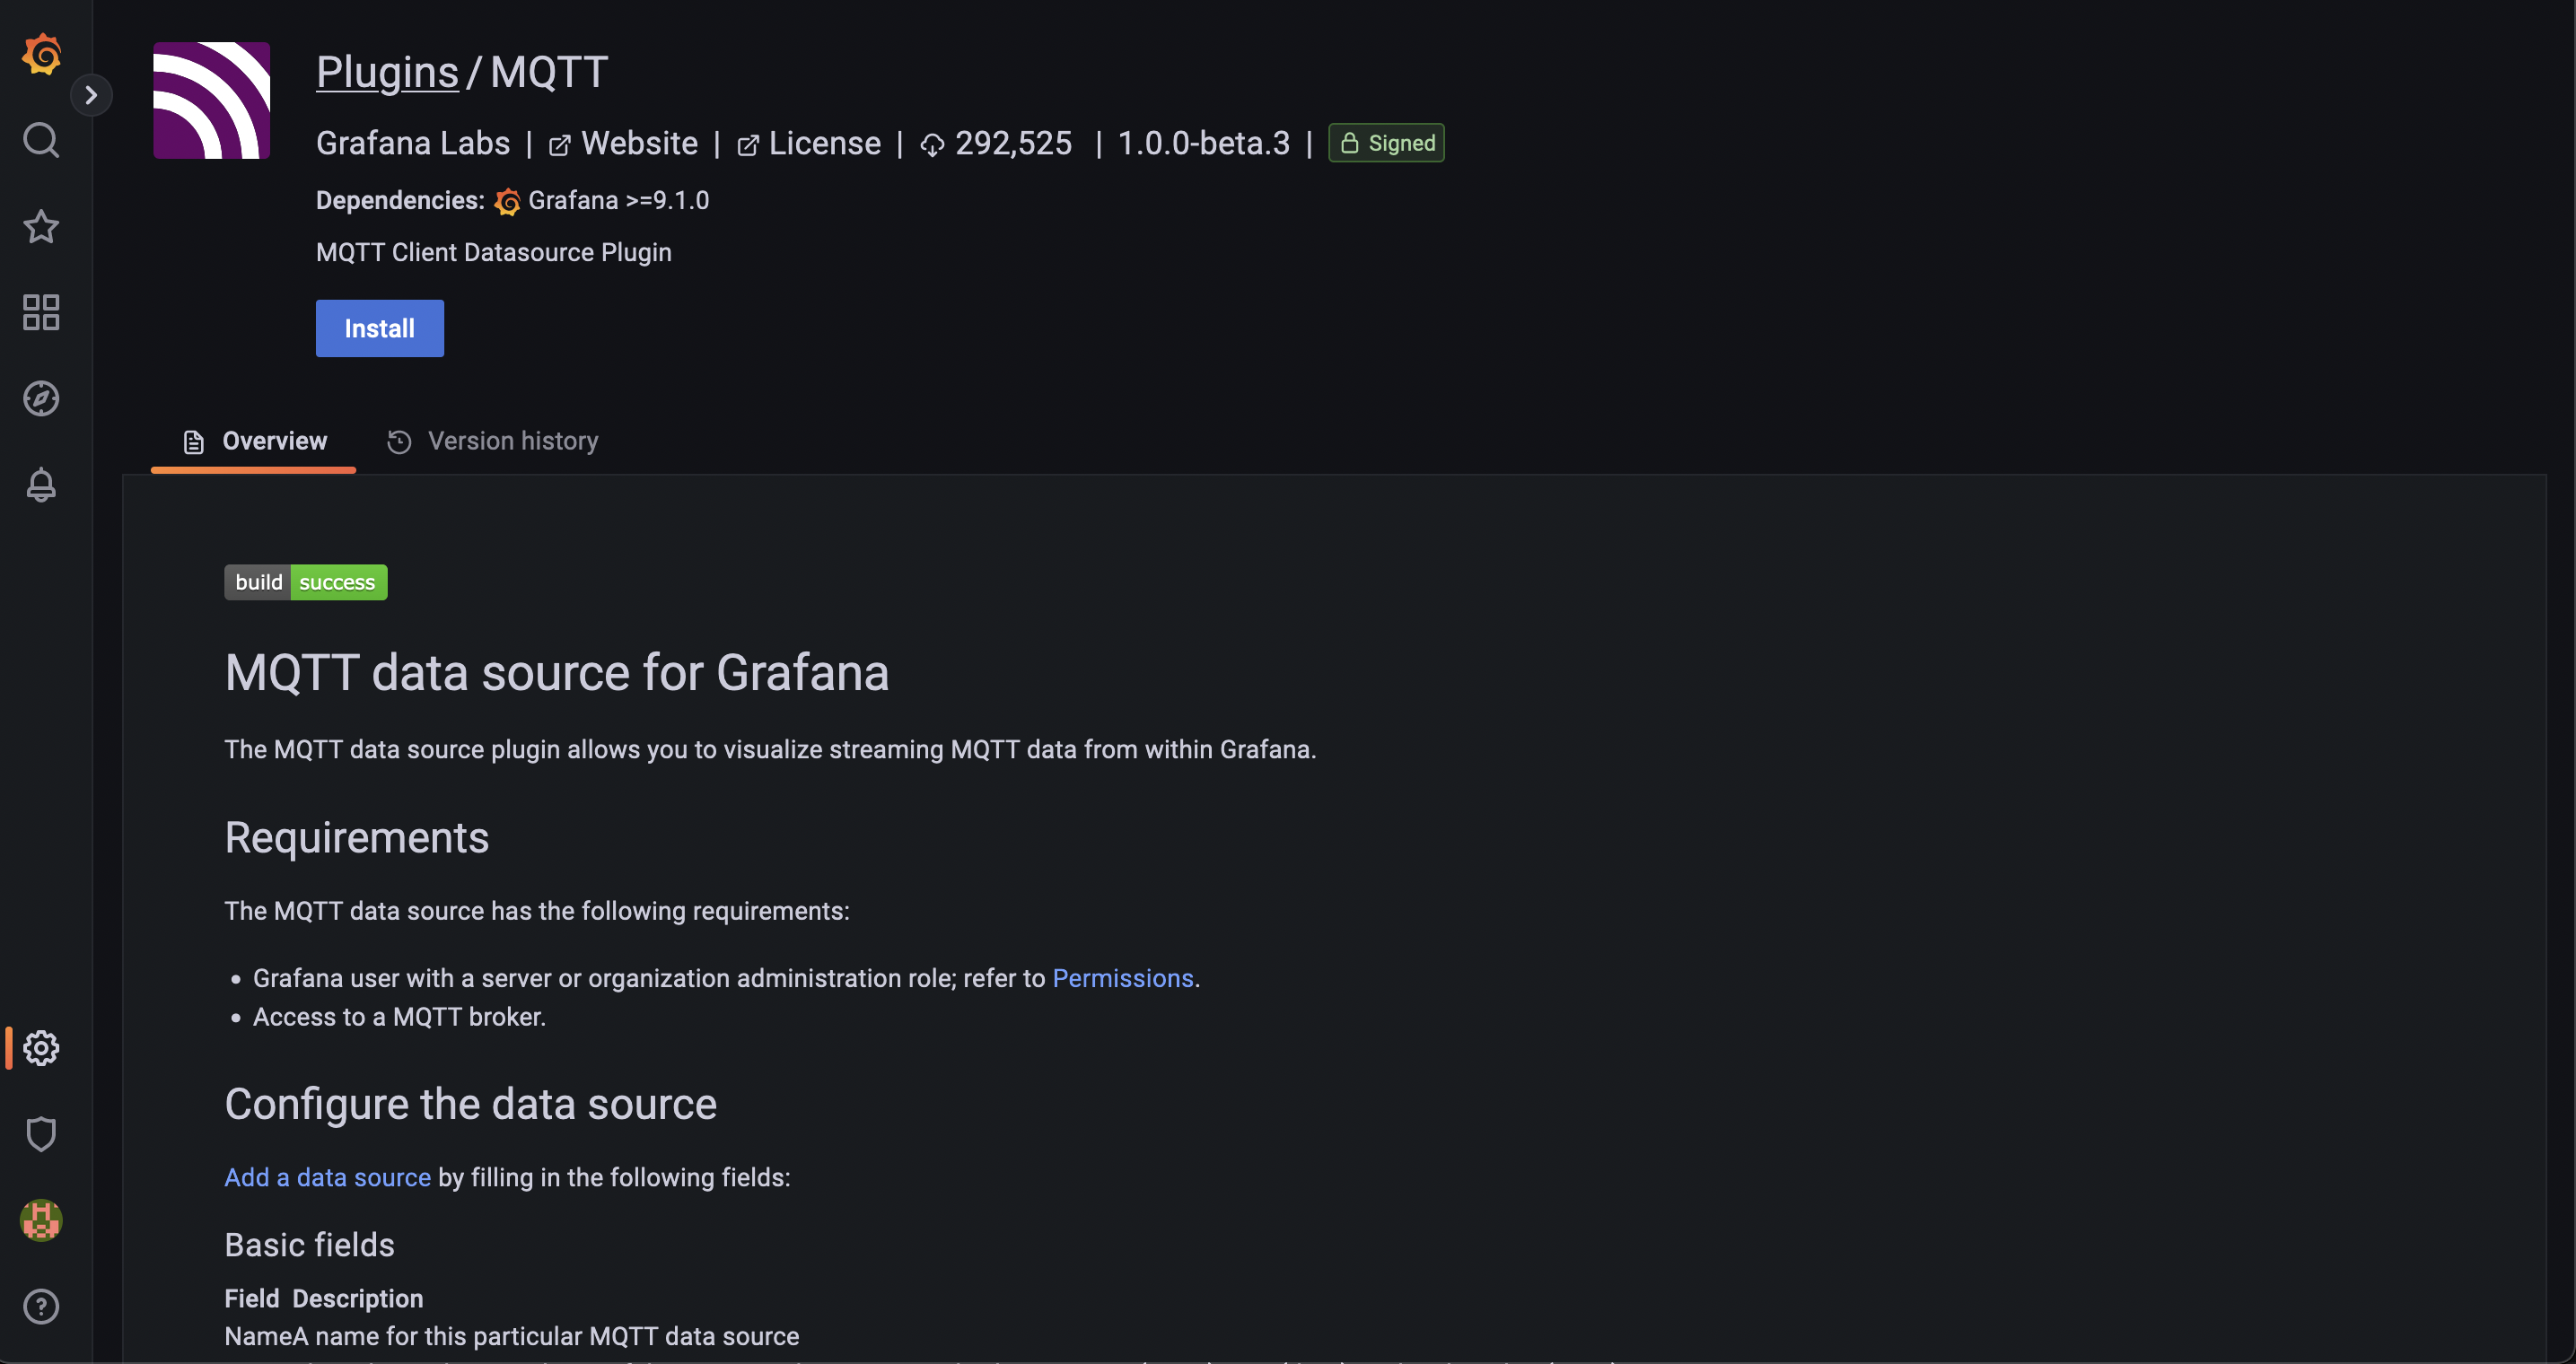 Plugins / MQTT
Grafana Labs | Website | License | 292,525 | 1.0.0-beta.3 | Signed
Dependencies: Grafana >=9.1.0
MQTT Client Datasource Plugin
Install
Overview Version history
build success
MQTT data source for Grafana
The MQTT data source plugin allows you to visualize streaming MQTT data from within Grafana.
Requirements
The MQTT data source has the following requirements:
• Grafana user with a server or organization administration role; refer to Permissions.
• Access to a MQTT broker.
Configure the data source
Add a data source by filling in the following fields:
Basic fields
Field Description
NameA name for this particular MQTT data source